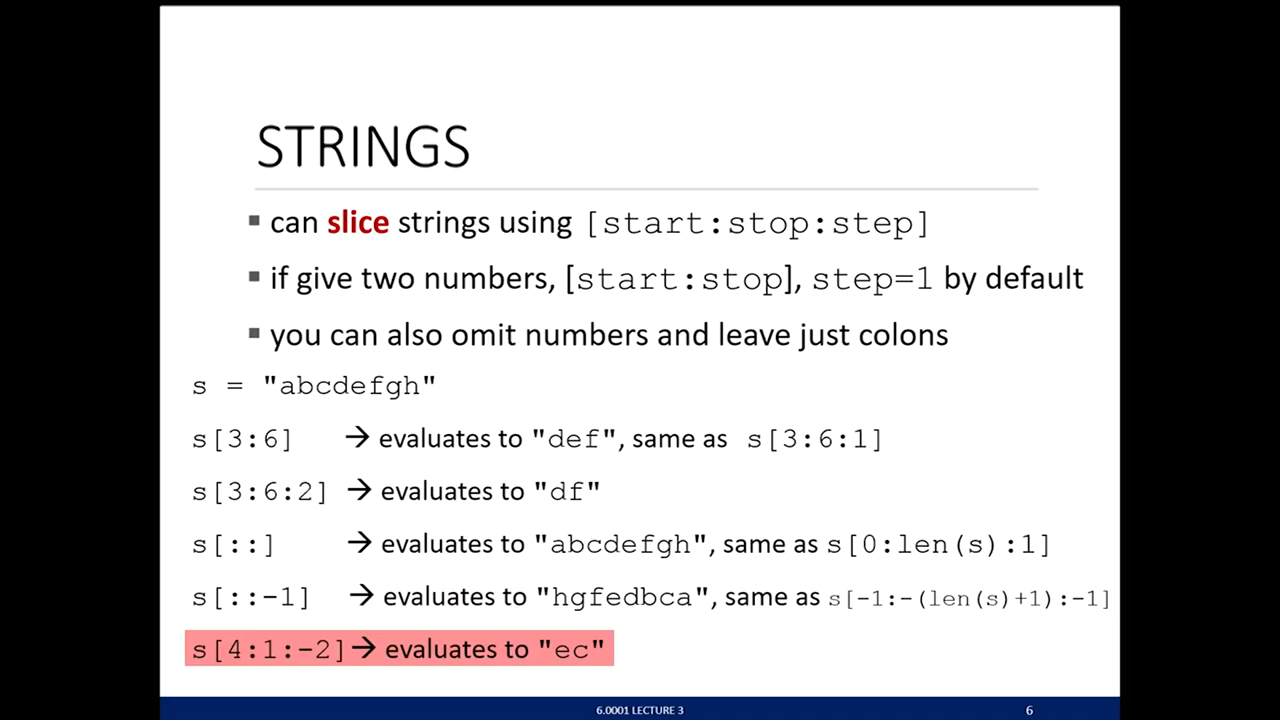 STRINGS
▪ can slice strings using [start:stop:step]
▪ if give two numbers, [start:stop], step=1 by default
▪ you can also omit numbers and leave just colons
s = "abcdefgh"
s[3:6] → evaluates to "def", same as s[3:6:1]
s[3:6:2] → evaluates to "df"
s[::] → evaluates to "abcdefgh", same as s[0:len(s):1]
s[::-1] → evaluates to "hgfedbca", same as s[-1:-(len(s)+1):-1]
s[4:1:-2] → evaluates to "ec"
6.0001 LECTURE 3
6